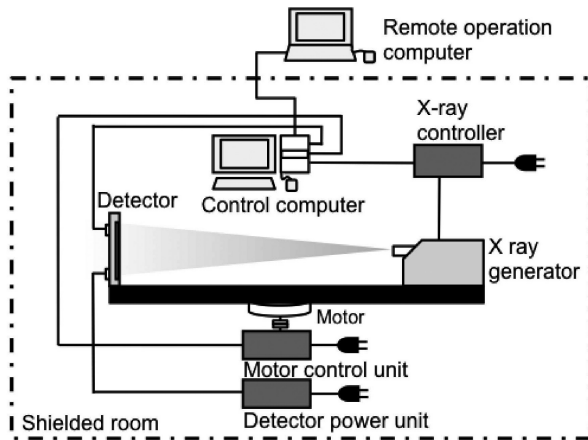 Remote operation
computer
X-ray
controller
Detector
Control computer
X ray
generator
Motor
Motor control unit
Detector power unit
Shielded room